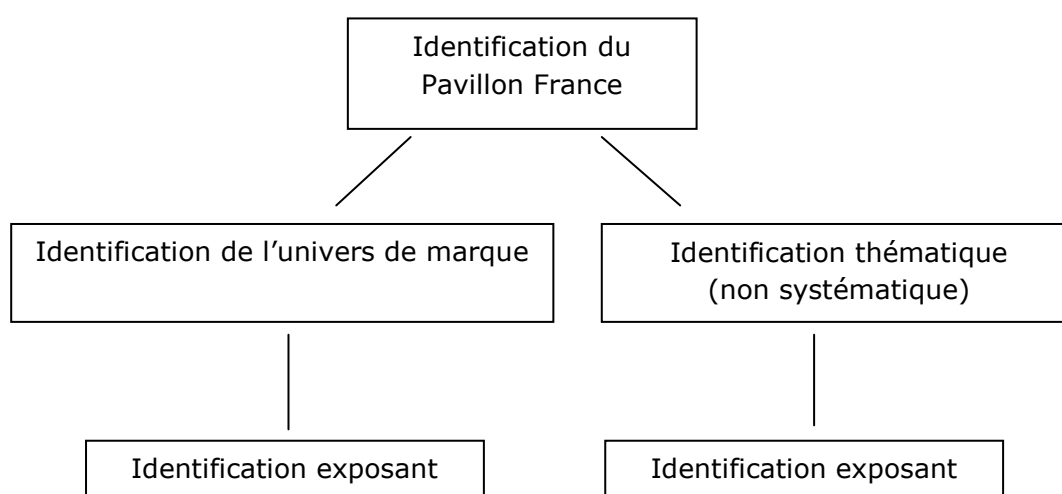 Identification du
Pavillon France
Identification de l’univers de marque
Identification thématique
(non systématique)
Identification exposant
Identification exposant